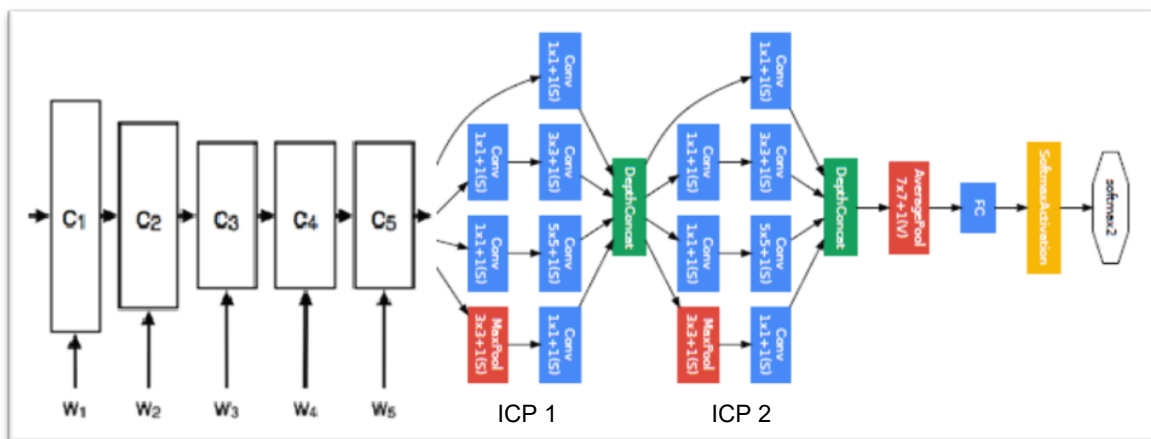 C1
C2
C3
C4
C5
W1
W2
W3
W4
W5
Conv
1x1+1(S)
Conv
1x1+1(S)
Conv
3x3+1(S)
Conv
1x1+1(S)
Conv
5x5+1(S)
MaxPool
3x3+1(S)
Conv
1x1+1(S)
DepthConcat
ICP 1
Conv
1x1+1(S)
Conv
1x1+1(S)
Conv
3x3+1(S)
Conv
1x1+1(S)
Conv
5x5+1(S)
MaxPool
3x3+1(S)
Conv
1x1+1(S)
DepthConcat
ICP 2
AveragePool
7x7+1(V)
FC
SoftmaxActivation
softmax2